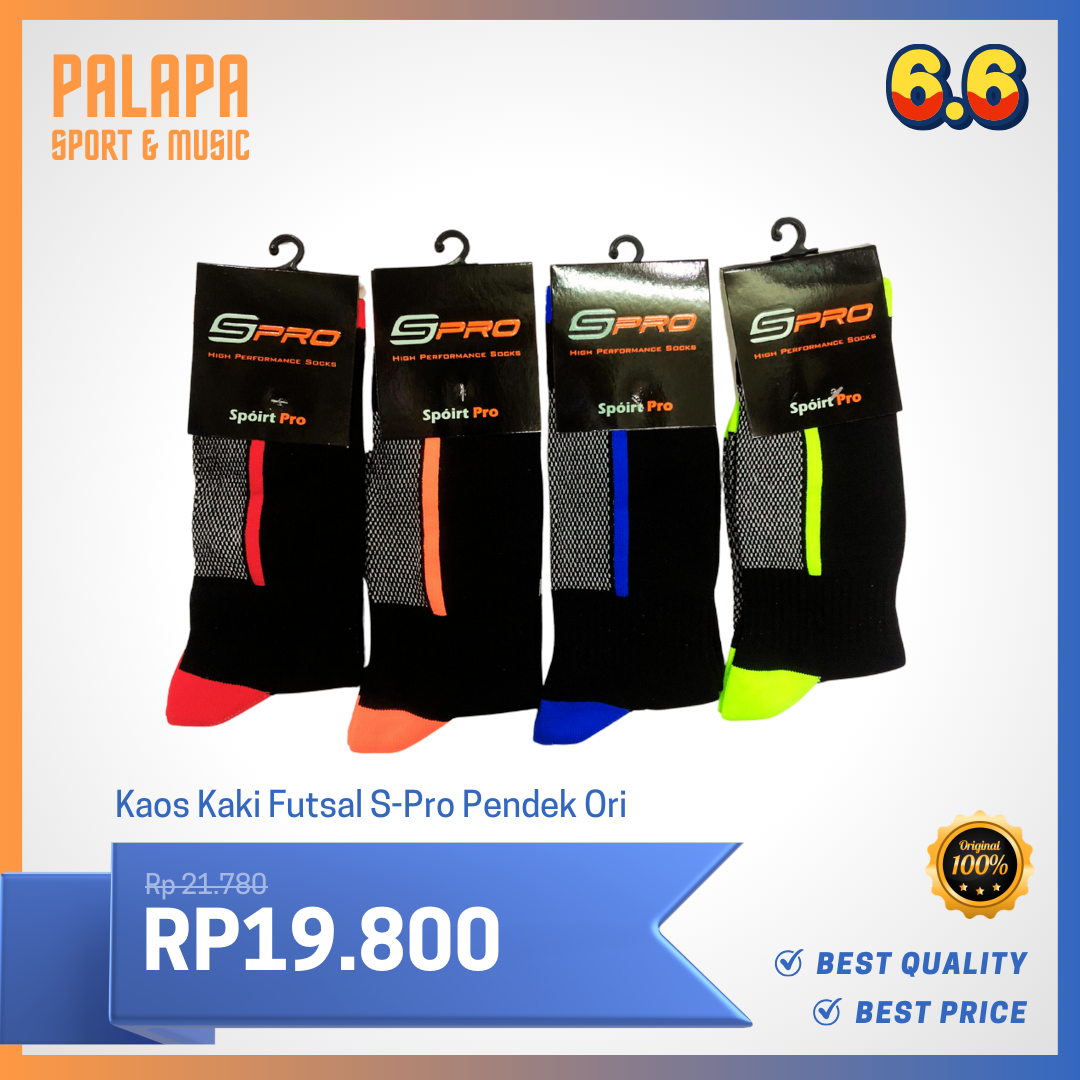 PALAPA
SPORT & MUSIC
6.6
SPRO
HIGH PERFORMANCE SOCKS
Spóirt Pro
SPRO
HIGH PERFORMANCE SOCKS
Spóirt Pro
SPRO
HIGH PERFORMANCE SOCKS
Spóirt Pro
SPRO
HIGH PERFORMANCE SOCKS
Spóirt Pro
Kaos Kaki Futsal S-Pro Pendek Ori
Rp 21.780
RP19.800
Original
100%
BEST QUALITY
BEST PRICE